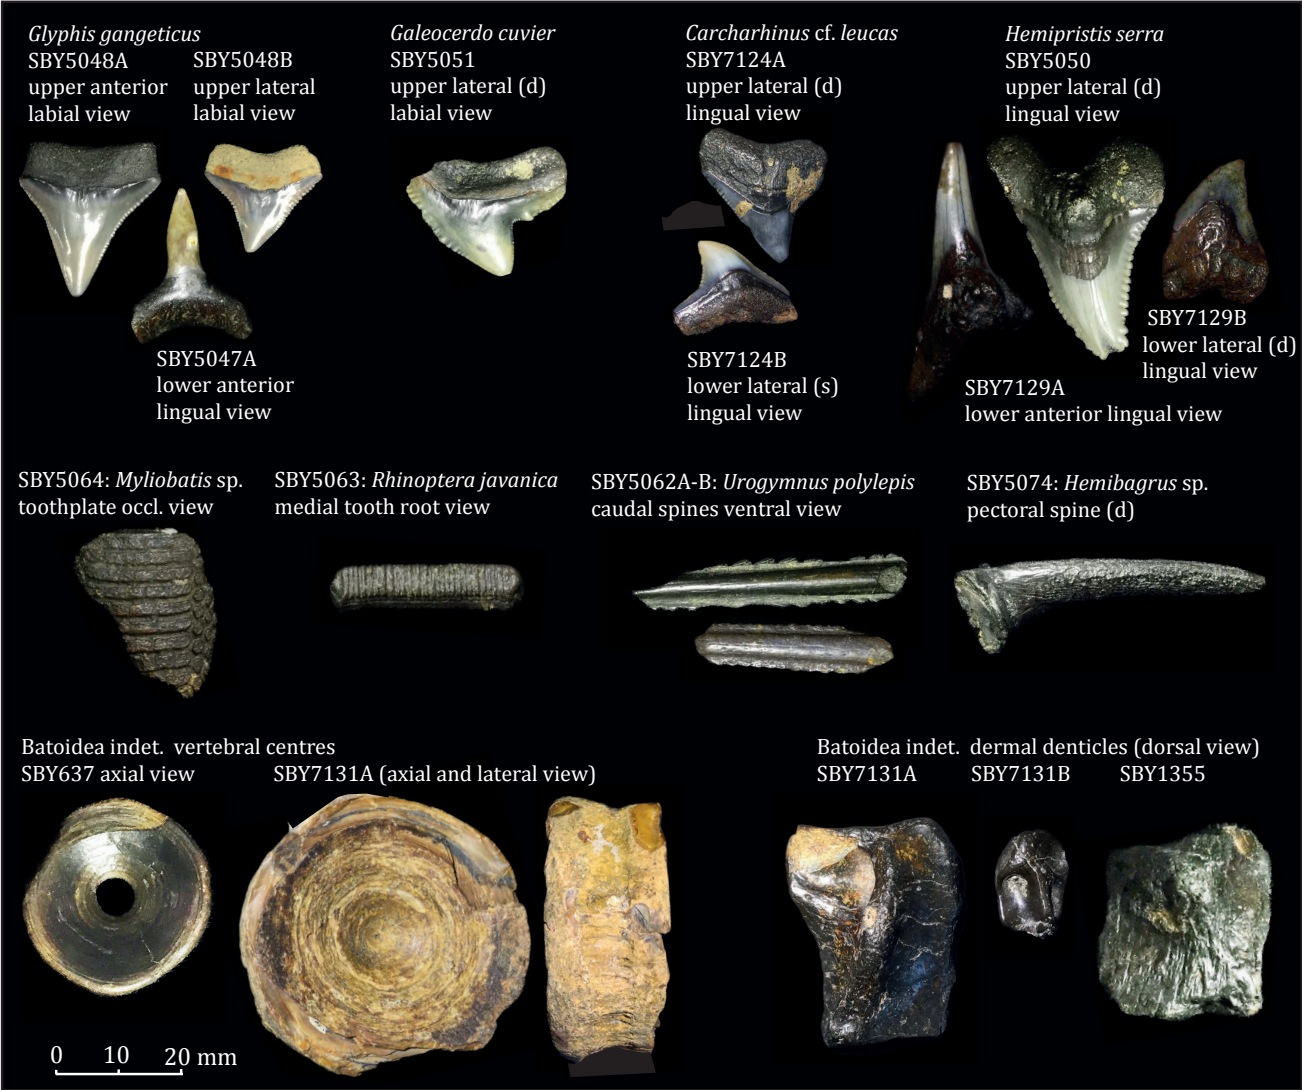 Glyphis gangeticus
SBY5048A
upper anterior
labial view
SBY5048B
upper lateral
labial view
SBY5047A
lower anterior
lingual view
Galeocerdo cuvier
SBY5051
upper lateral (d)
labial view
Carcharhinus cf. leucas
SBY7124A
upper lateral (d)
lingual view
SBY7124B
lower lateral (s)
lingual view
Hemipristis serra
SBY5050
upper lateral (d)
lingual view
SBY7129B
lower lateral (d)
lingual view
SBY7129A
lower anterior lingual view
SBY5064: Myliobatis sp.
toothplate occl. view
SBY5063: Rhinoptera javanica
medial tooth root view
SBY5062A-B: Urogymnus polylepis
caudal spines ventral view
SBY5074: Hemibagrus sp.
pectoral spine (d)
Batoidea indet. vertebral centres
SBY637 axial view
SBY7131A (axial and lateral view)
Batoidea indet. dermal denticles (dorsal view)
SBY7131A
SBY7131B
SBY1355
0 10 20 mm